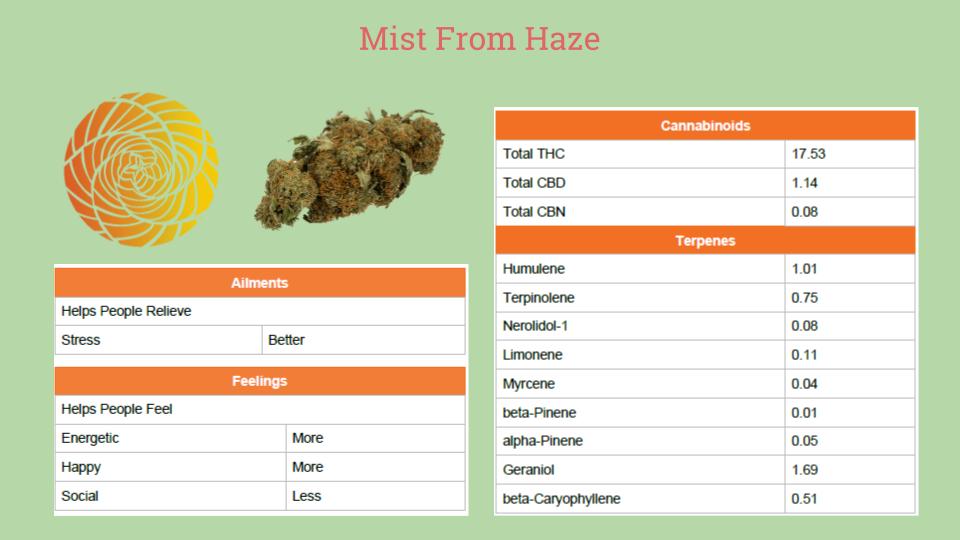 Mist From Haze
Ailments
Helps People Relieve
Stress Better
Feelings
Helps People Feel
Energetic More
Happy More
Social Less
Cannabinoids
Total THC 17.53
Total CBD 1.14
Total CBN 0.08
Terpenes
Humulene 1.01
Terpinolene 0.75
Nerolidol-1 0.08
Limonene 0.11
Myrcene 0.04
beta-Pinene 0.01
alpha-Pinene 0.05
Geraniol 1.69
beta-Caryophyllene 0.51